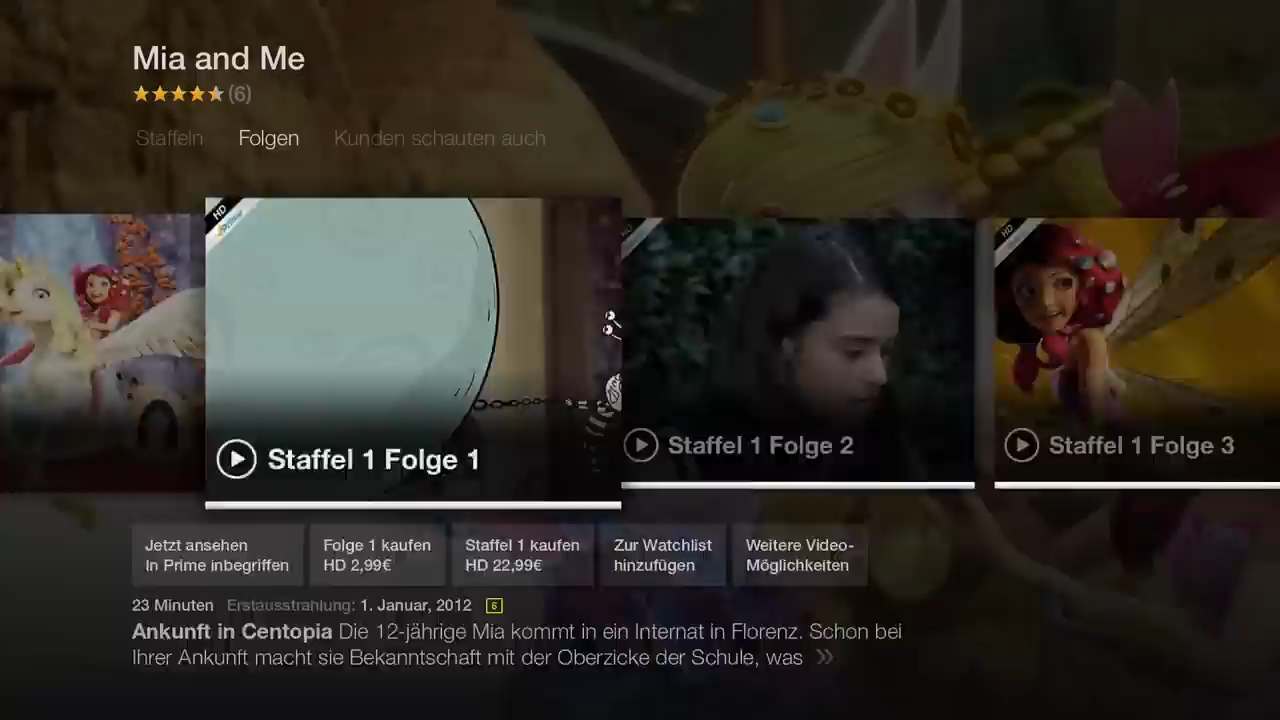 Mia and Me
(6)
Staffeln Folgen Kunden schauten auch
HD
Prime
HD
HD
Staffel 1 Folge 1
Staffel 1 Folge 2
Staffel 1 Folge 3
Jetzt ansehen
In Prime inbegriffen
Folge 1 kaufen
HD 2,99€
Staffel 1 kaufen
HD 22,99€
Zur Watchlist
hinzufügen
Weitere Video-
Möglichkeiten
23 Minuten Erstausstrahlung: 1. Januar, 2012 6
Ankunft in Centopia Die 12-jährige Mia kommt in ein Internat in Florenz. Schon bei
Ihrer Ankunft macht sie Bekanntschaft mit der Oberzicke der Schule, was »